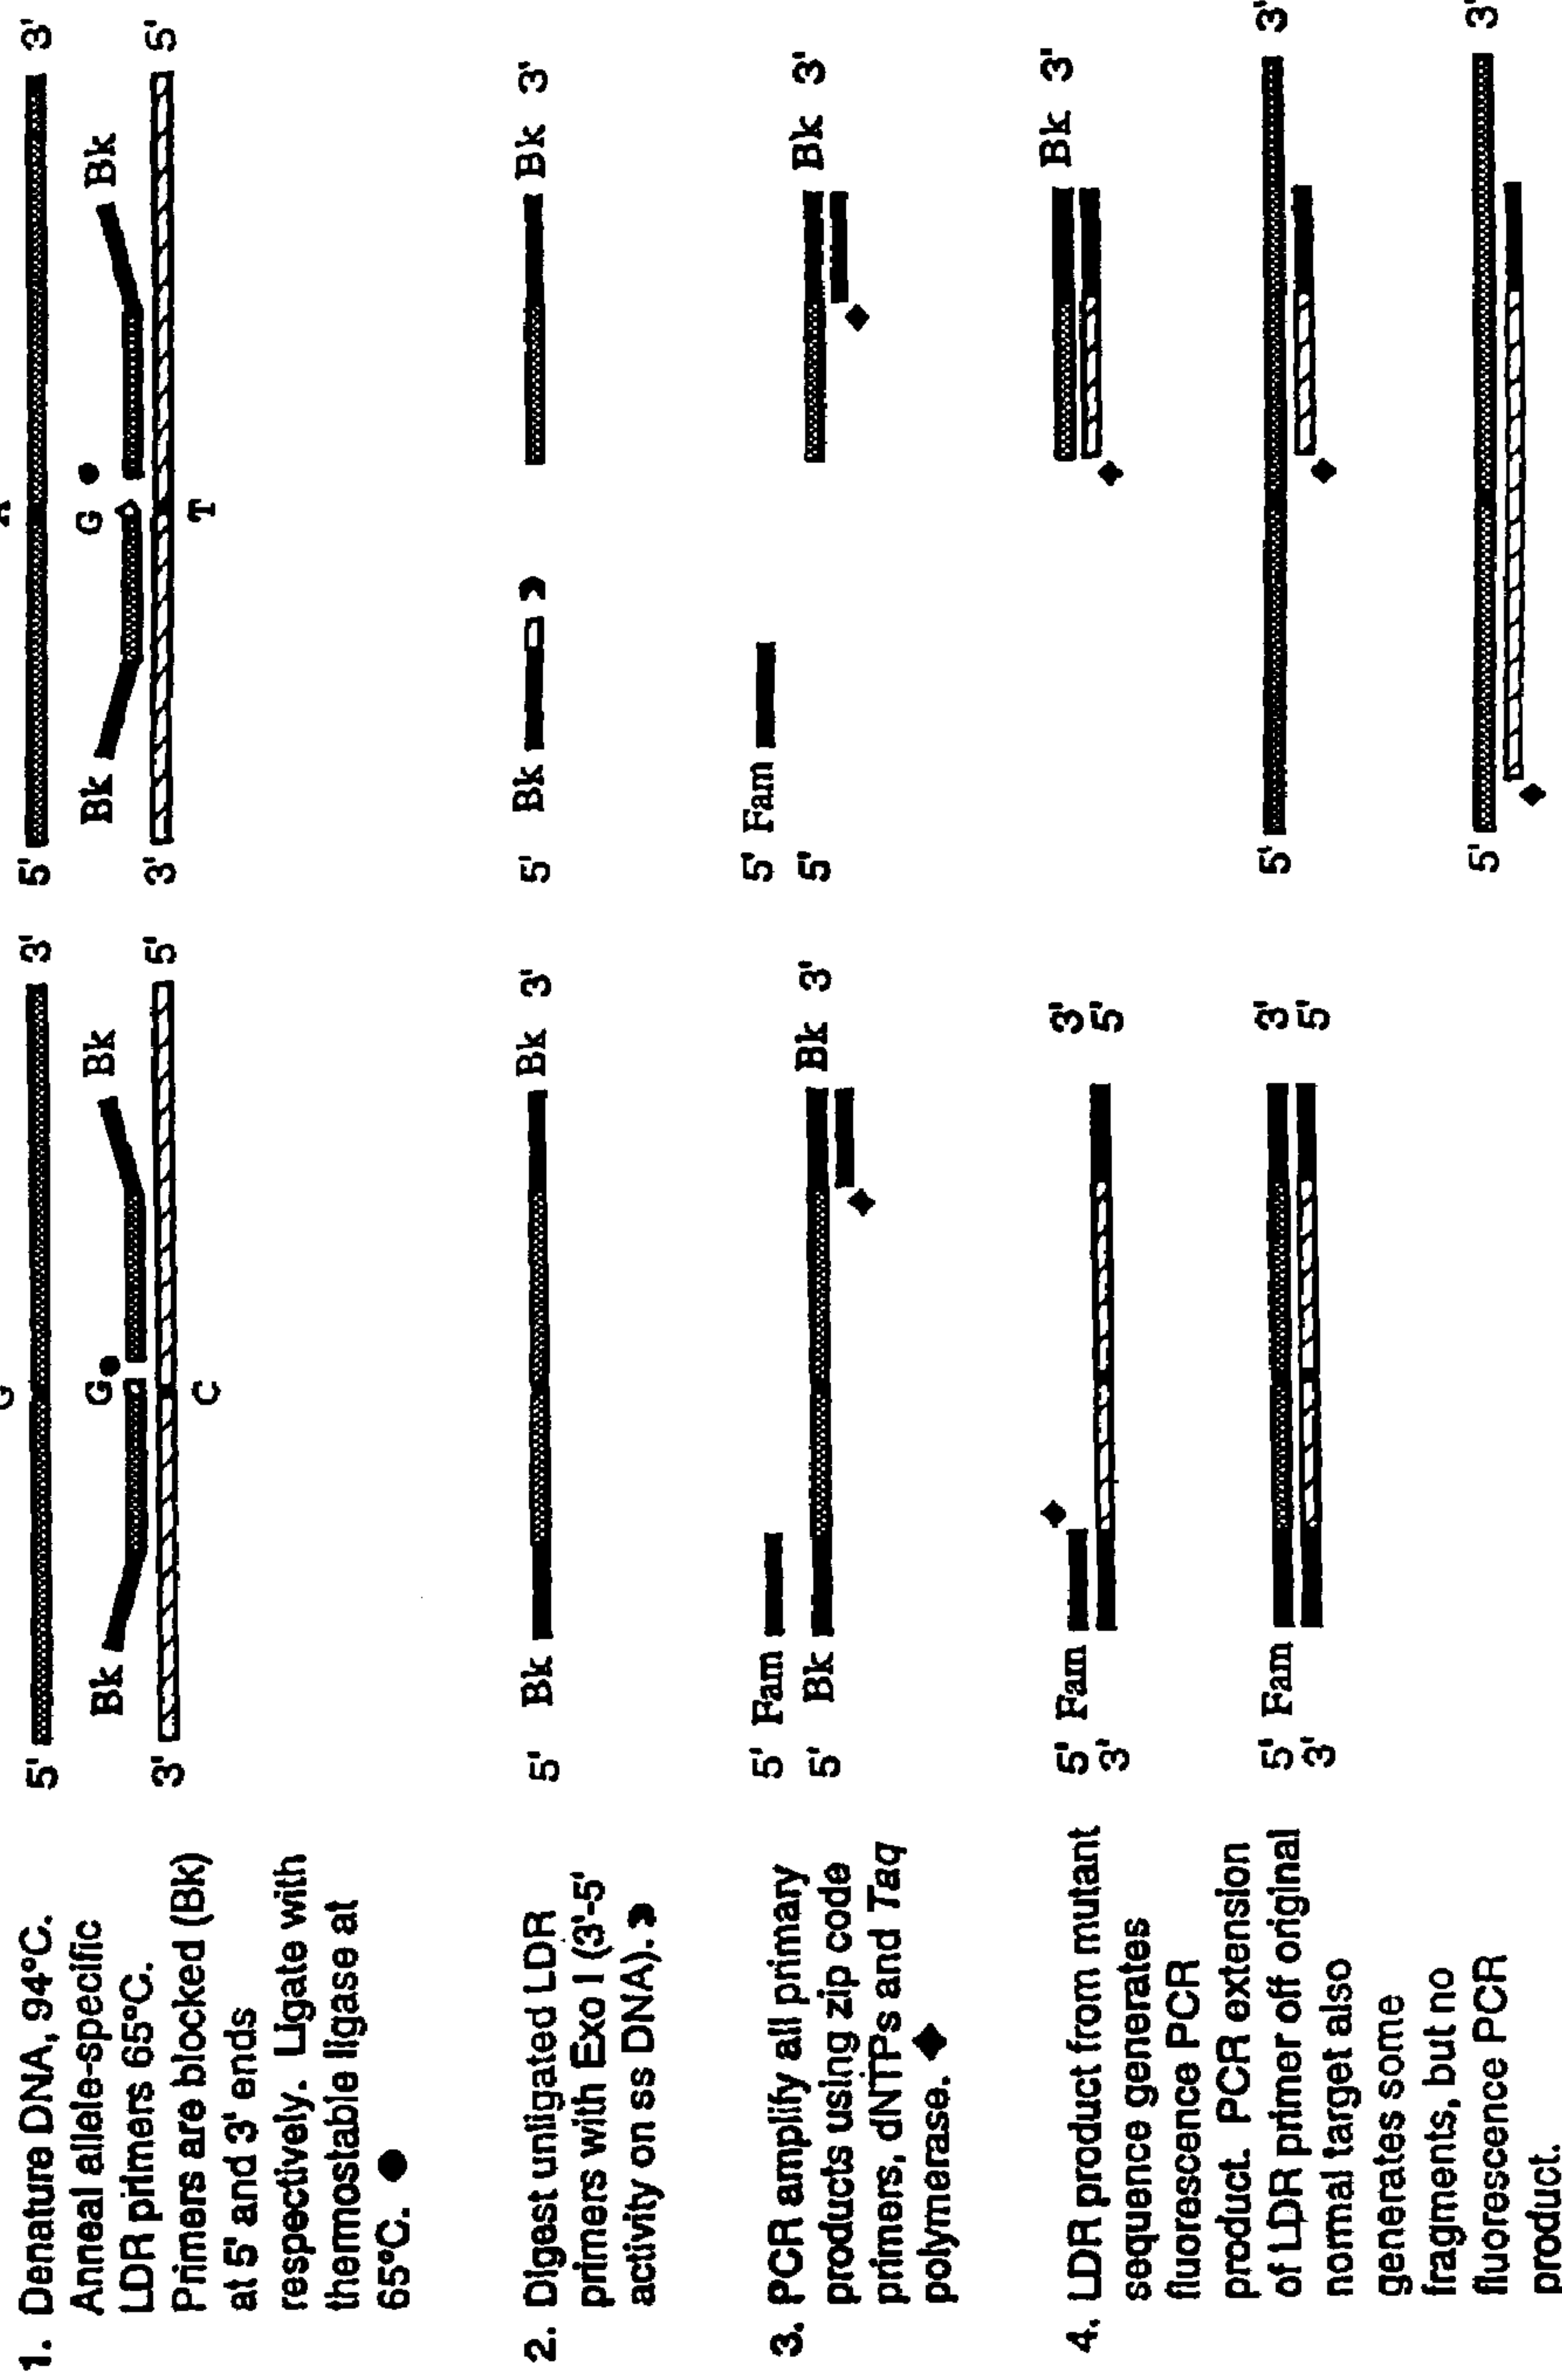 1. Denature DNA, 94°C.
Anneal allele-specific
LDR primers 65°C.
Primers are blocked (Bk)
at 5' and 3' ends
respectively. Ligate with
thermostable ligase at
65°C.
5' 3'
G
Bk Bk
3' 5'
C
5' 3'
G
Bk Bk
3' 5'
T
2. Digest unligated LDR
primers with Exo I (3'-5'
activity on ss DNA).
5' Bk Bk 3'
5' Bk Bk 3'
3. PCR amplify all primary
products using zip code
primers, dNTPs and Taq
polymerase.
5' Fam
5' Bk Bk 3'
5' Fam
5' Bk 3'
4. LDR product from mutant
sequence generates
fluorescence PCR
product. PCR extension
of LDR primer off original
normal target also
generates some
fragments, but no
fluorescence PCR
product.
5' Fam 3'
3' 5'
Bk 3'
5' Fam 3'
3' 5'
5' 3'
5' 3'